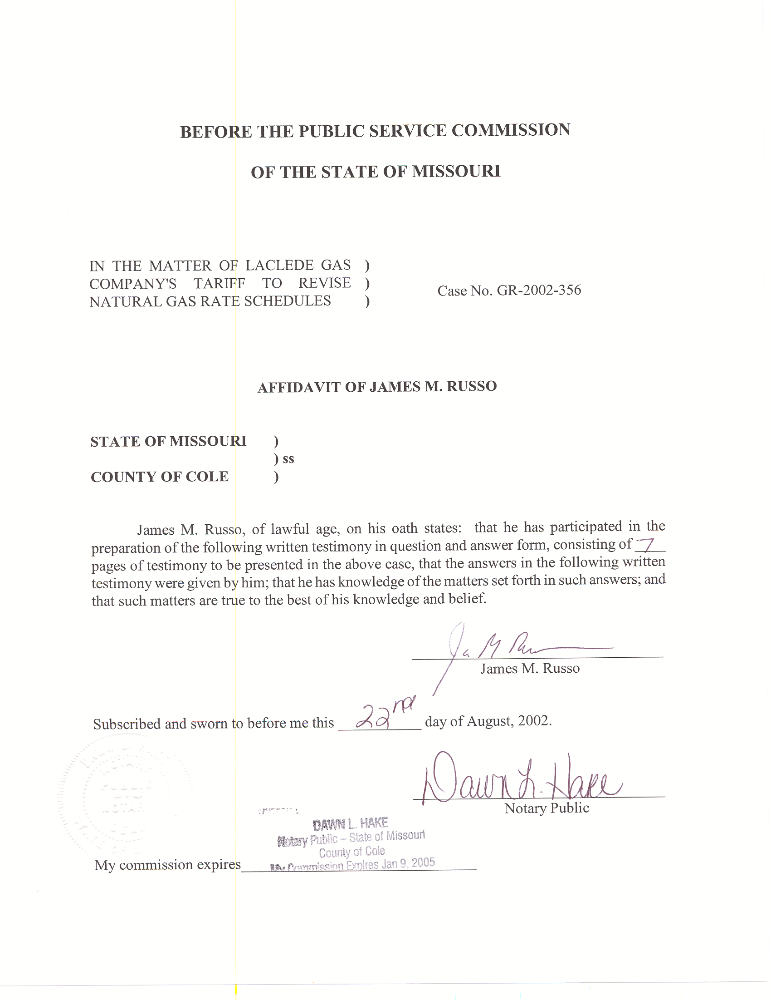 BEFORE THE PUBLIC SERVICE COMMISSION
OF THE STATE OF MISSOURI
IN THE MATTER OF LACLEDE GAS )
COMPANY'S TARIFF TO REVISE )
NATURAL GAS RATE SCHEDULES )
Case No. GR-2002-356
AFFIDAVIT OF JAMES M. RUSSO
STATE OF MISSOURI )
) ss
COUNTY OF COLE )
James M. Russo, of lawful age, on his oath states: that he has participated in the
preparation of the following written testimony in question and answer form, consisting of 7
pages of testimony to be presented in the above case, that the answers in the following written
testimony were given by him; that he has knowledge of the matters set forth in such answers; and
that such matters are true to the best of his knowledge and belief.
James M. Russo
Subscribed and sworn to before me this 22nd day of August, 2002.
Dawn L. Hake
Notary Public
DAWN L. HAKE
Notary Public – State of Missouri
County of Cole
My commission expires My Commission Expires Jan 9, 2005